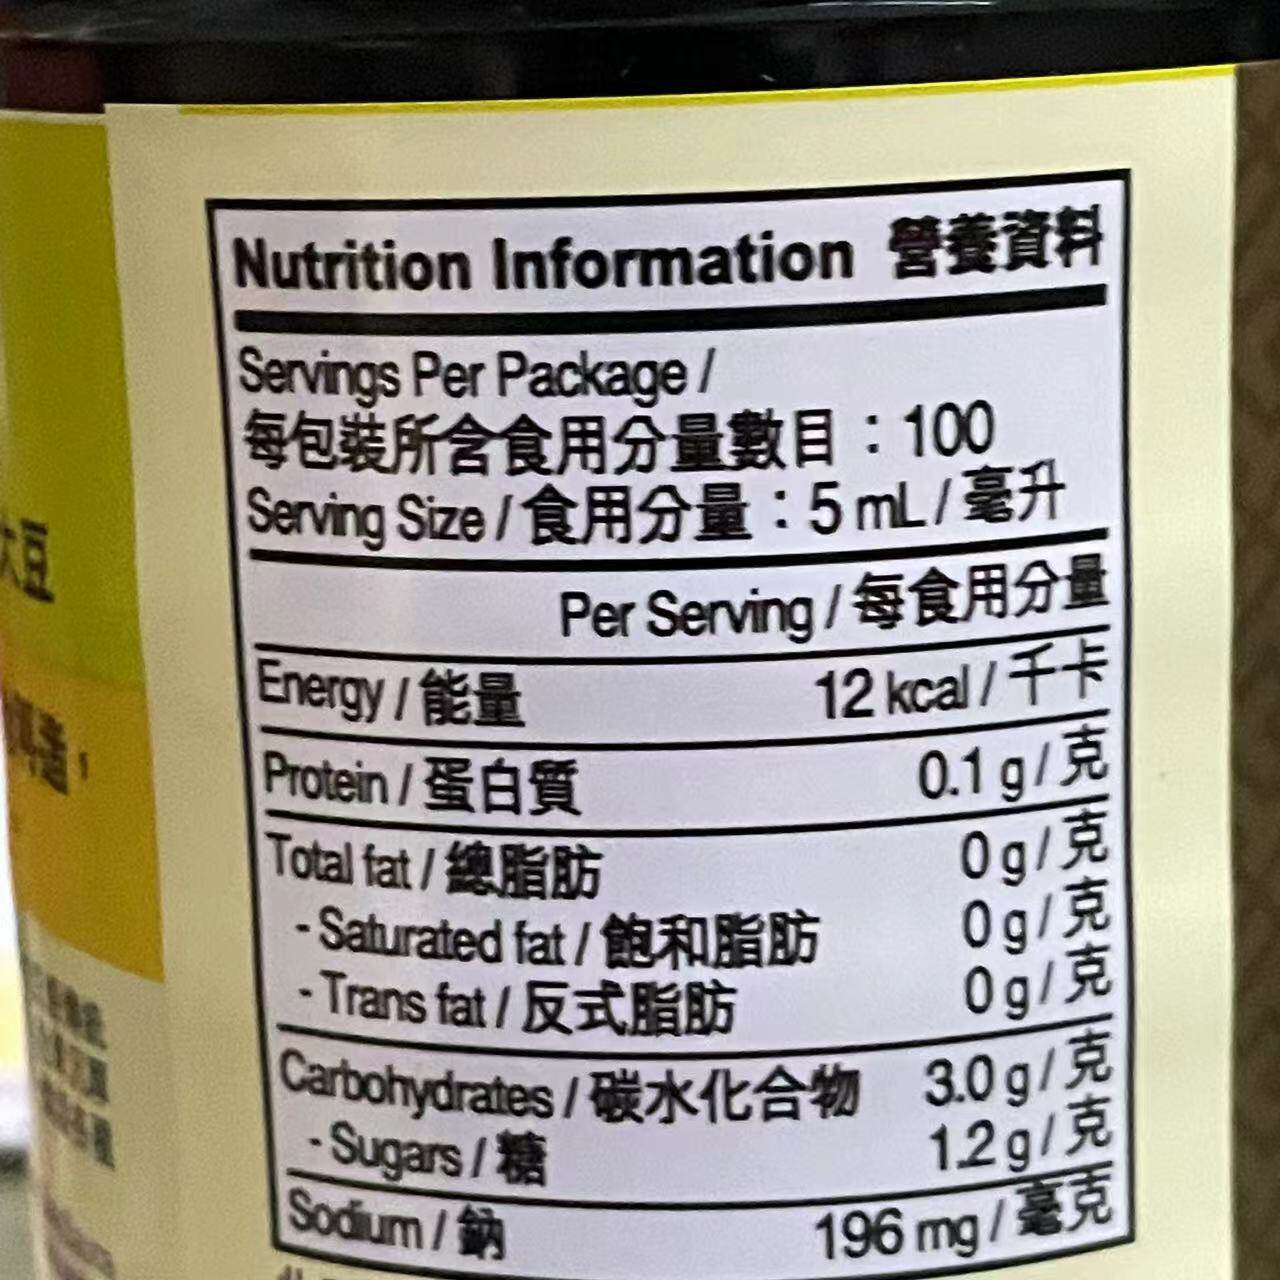 Nutrition Information 營養資料
Servings Per Package /
每包裝所含食用分量數目：100
Serving Size / 食用分量：5 mL / 毫升
Per Serving / 每食用分量
Energy / 能量 12 kcal / 千卡
Protein / 蛋白質 0.1 g / 克
Total fat / 總脂肪 0 g / 克
- Saturated fat / 飽和脂肪 0 g / 克
- Trans fat / 反式脂肪 0 g / 克
Carbohydrates / 碳水化合物 3.0 g / 克
- Sugars / 糖 1.2 g / 克
Sodium / 鈉 196 mg / 毫克
大豆